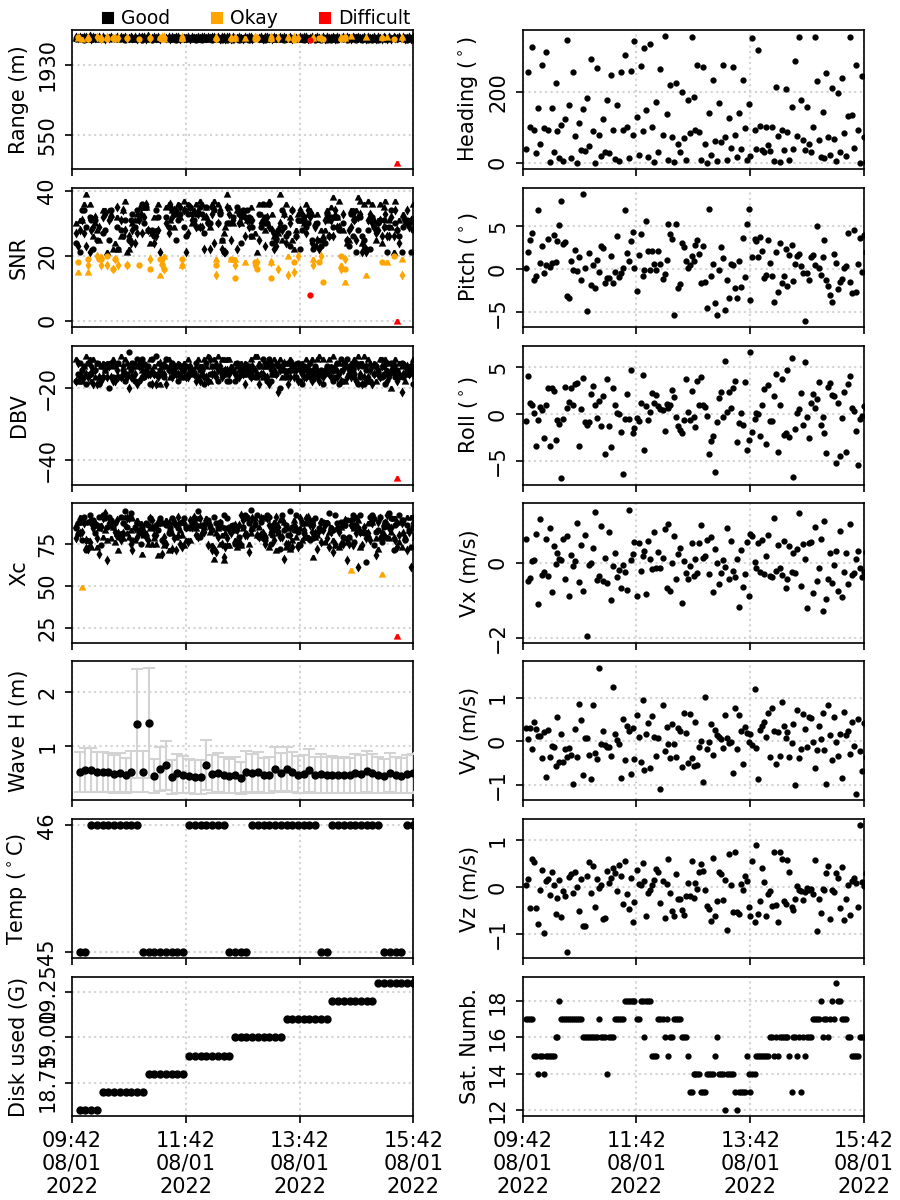 Good Okay Difficult
Range (m)
1930
550
Heading (°)
200
0
SNR
40
20
0
Pitch (°)
5
0
−5
DBV
−20
−40
Roll (°)
5
0
−5
Xc
75
50
25
Vx (m/s)
0
−2
Wave H (m)
2
1
Vy (m/s)
1
0
−1
Temp (°C)
46
45
Vz (m/s)
1
0
−1
Disk used (G)
19.25
19.00
18.75
Sat. Numb.
18
16
14
12
09:42 11:42 13:42 15:42 09:42 11:42 13:42 15:42
08/01 08/01 08/01 08/01 08/01 08/01 08/01 08/01
2022 2022 2022 2022 2022 2022 2022 2022